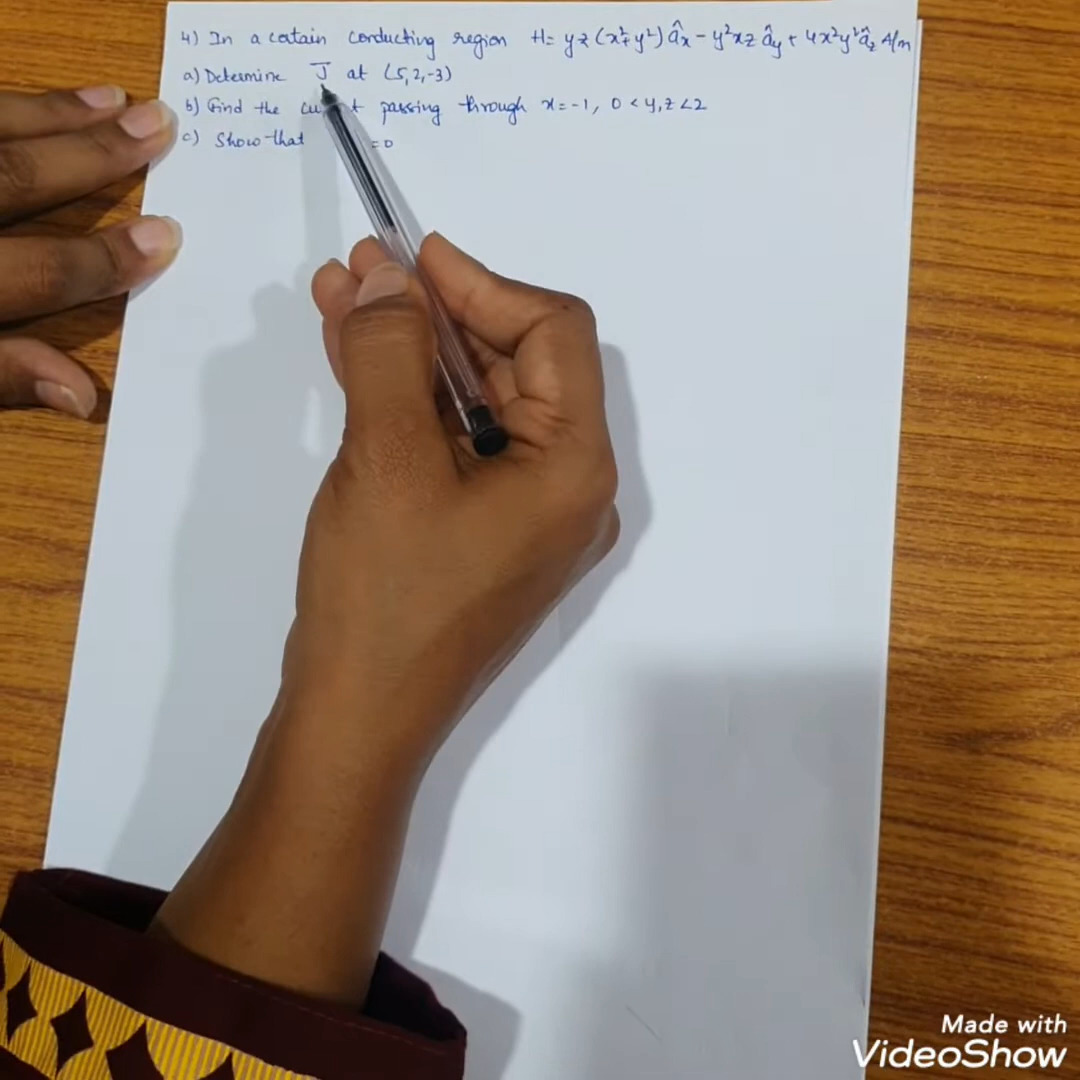 4) In a certain conducting region H = yz(x²+y²) âx - y²xz ây + 4x²y² âz A/m
a) Determine J̅ at (5, 2, -3)
b) Find the passing through x = -1, 0 < y, z < 2
c) Show that = 0
Made with
VideoShow